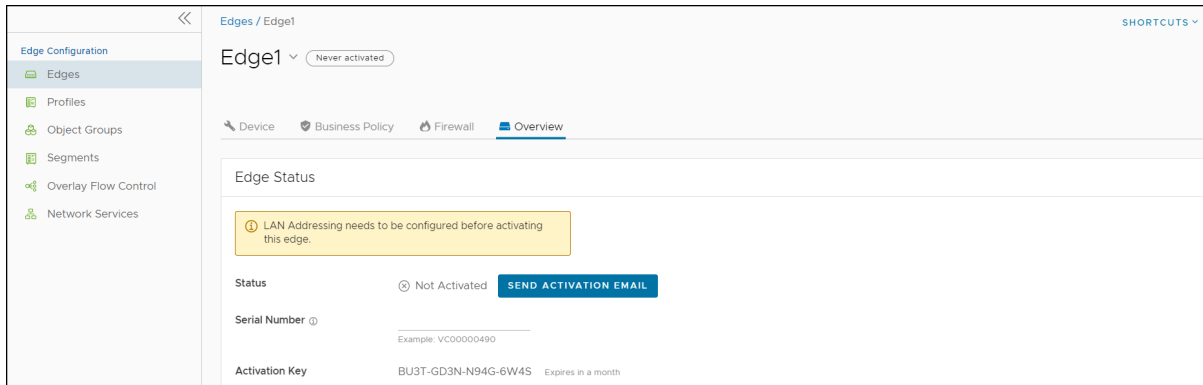 Edges / Edge1
SHORTCUTS
Edge Configuration
Edge1
Never activated
Edges
Profiles
Object Groups
Segments
Overlay Flow Control
Network Services
Device
Business Policy
Firewall
Overview
Edge Status
LAN Addressing needs to be configured before activating
this edge.
Status
Not Activated
SEND ACTIVATION EMAIL
Serial Number
Example: VC00000490
Activation Key
BU3T-GD3N-N94G-6W4S
Expires in a month